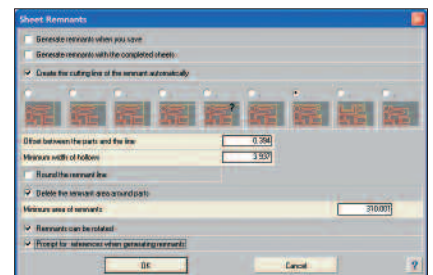 Sheet Remnants
Generate remnants when you save
Generate remnants with the completed sheets
Create the cutting line of the remnant automatically
?
Offset between the parts and the line 0.394
Minimum width of hollows 3.937
Round the remnant line
Delete the remnant area around parts
Minimum area of remnants 310.001
Remnants can be rotated
Prompt for references when generating remnants
OK Cancel ?